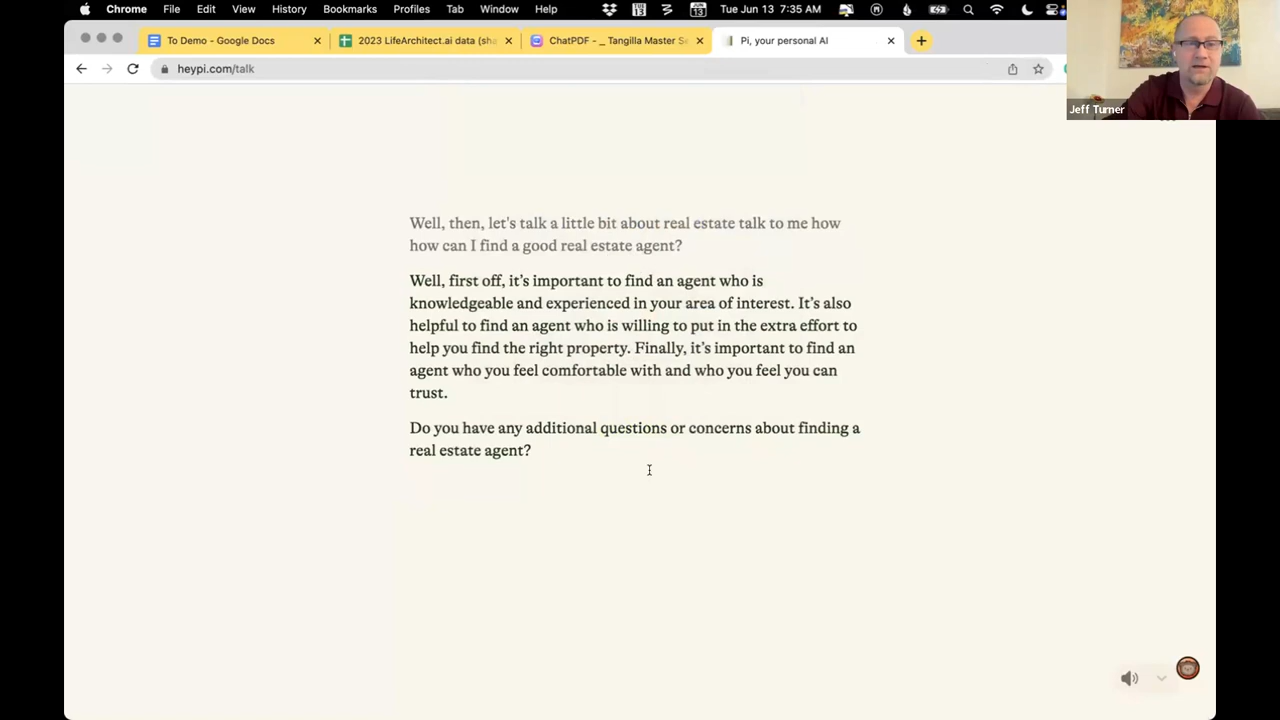 Chrome File Edit View History Bookmarks Profiles Tab Window Help Tue Jun 13 7:35 AM
To Demo - Google Docs
2023 LifeArchitect.ai data (sha
ChatPDF - _ Tangilla Master Se
Pi, your personal AI
heypi.com/talk
Jeff Turner
Well, then, let's talk a little bit about real estate talk to me how
how can I find a good real estate agent?
Well, first off, it’s important to find an agent who is
knowledgeable and experienced in your area of interest. It’s also
helpful to find an agent who is willing to put in the extra effort to
help you find the right property. Finally, it’s important to find an
agent who you feel comfortable with and who you feel you can
trust.
Do you have any additional questions or concerns about finding a
real estate agent?